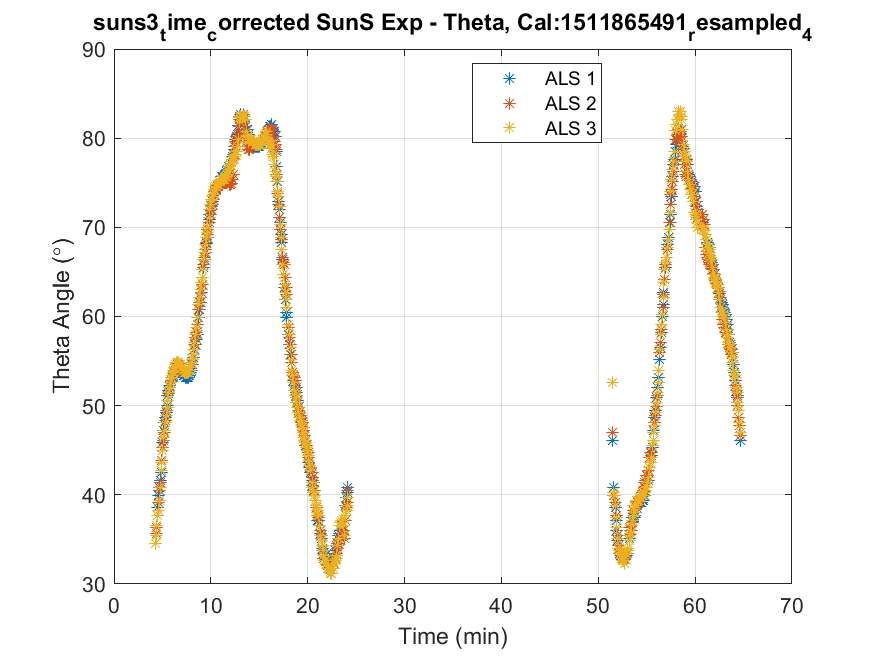 suns3_time_corrected SunS Exp - Theta, Cal:1511865491_resampled_4
90
80
70
60
50
40
30
Theta Angle (°)
ALS 1
ALS 2
ALS 3
0 10 20 30 40 50 60 70
Time (min)